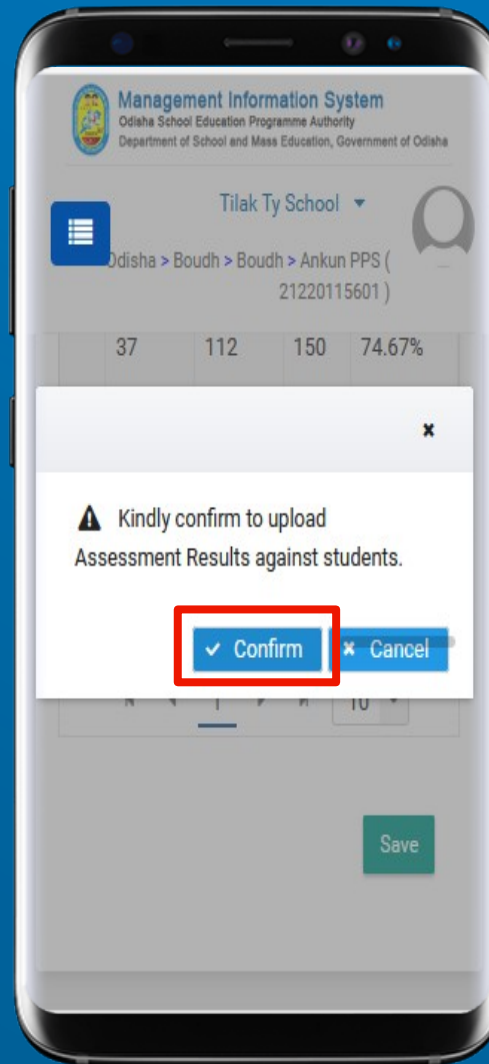 Management Information System
Odisha School Education Programme Authority
Department of School and Mass Education, Government of Odisha
Tilak Ty School
Odisha > Boudh > Boudh > Ankun PPS (
21220115601 )
37 112 150 74.67%
Kindly confirm to upload
Assessment Results against students.
Confirm Cancel
1 10
Save